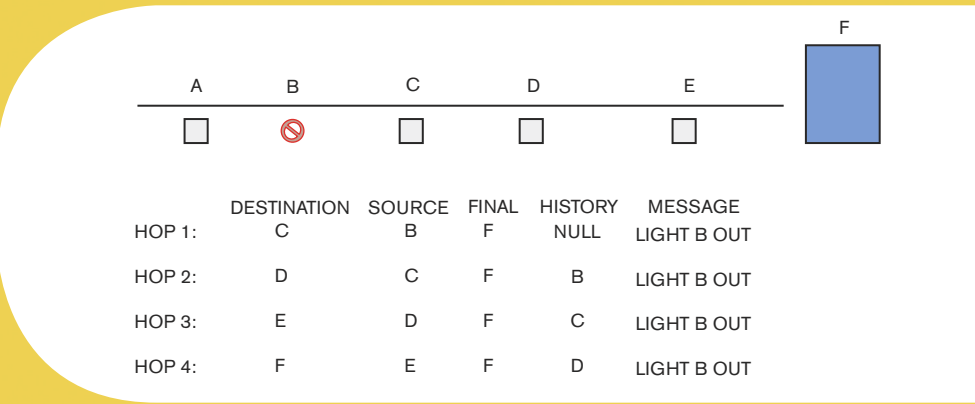 F
A B C D E
DESTINATION SOURCE FINAL HISTORY MESSAGE
HOP 1: C B F NULL LIGHT B OUT
HOP 2: D C F B LIGHT B OUT
HOP 3: E D F C LIGHT B OUT
HOP 4: F E F D LIGHT B OUT